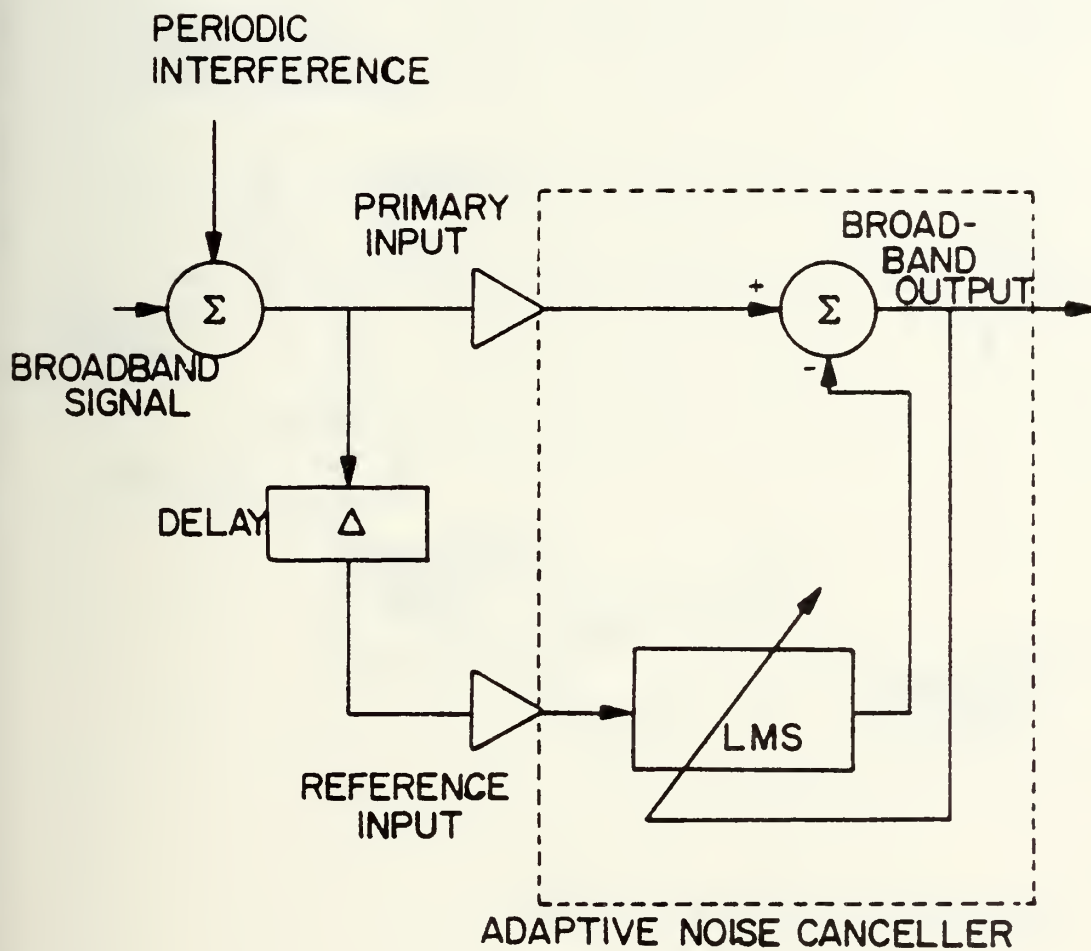 PERIODIC
INTERFERENCE
PRIMARY
INPUT
BROAD-
BAND
OUTPUT
+
Σ
Σ
-
BROADBAND
SIGNAL
DELAY
Δ
LMS
REFERENCE
INPUT
ADAPTIVE NOISE CANCELLER